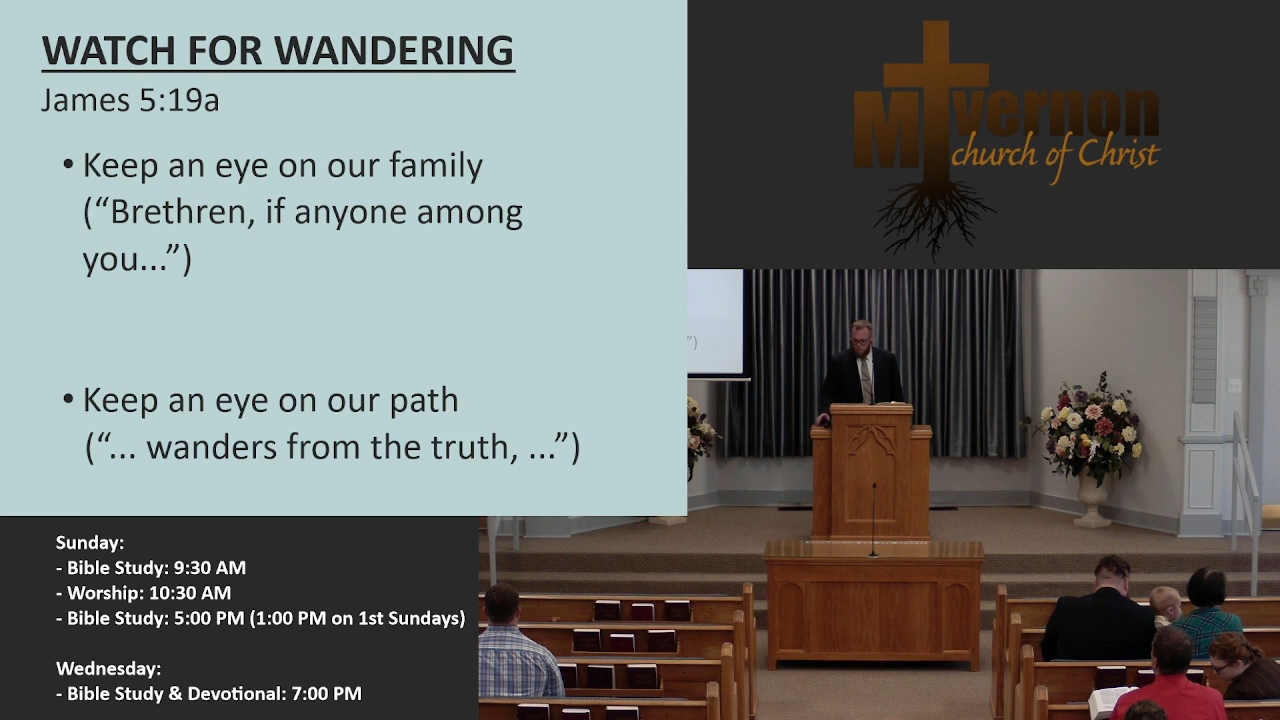 WATCH FOR WANDERING
James 5:19a
• Keep an eye on our family
(“Brethren, if anyone among
you...”)
• Keep an eye on our path
(“... wanders from the truth, ...”)
MT vernon
church of Christ
”)
Sunday:
- Bible Study: 9:30 AM
- Worship: 10:30 AM
- Bible Study: 5:00 PM (1:00 PM on 1st Sundays)
Wednesday:
- Bible Study & Devotional: 7:00 PM